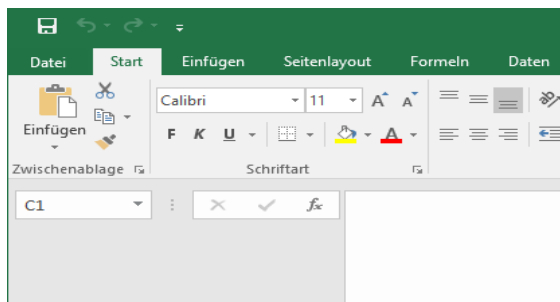 Datei Start Einfügen Seitenlayout Formeln Daten
Calibri 11 A A
Einfügen
F K U A
Zwischenablage Schriftart
C1 fx